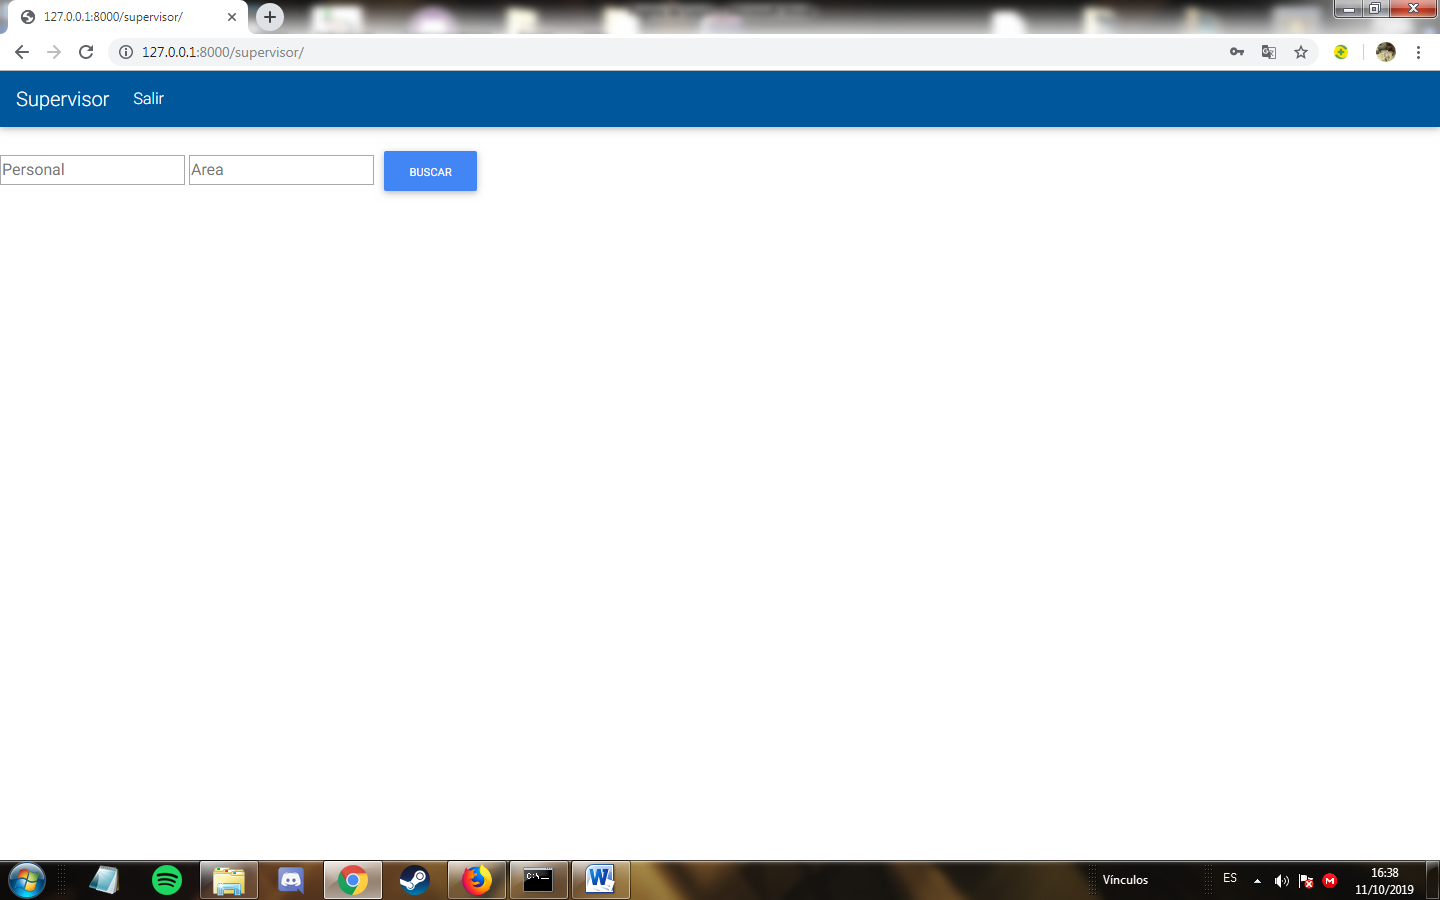 127.0.0.1:8000/supervisor/
127.0.0.1:8000/supervisor/
Supervisor Salir
Personal Area BUSCAR
Vínculos ES 16:38
11/10/2019